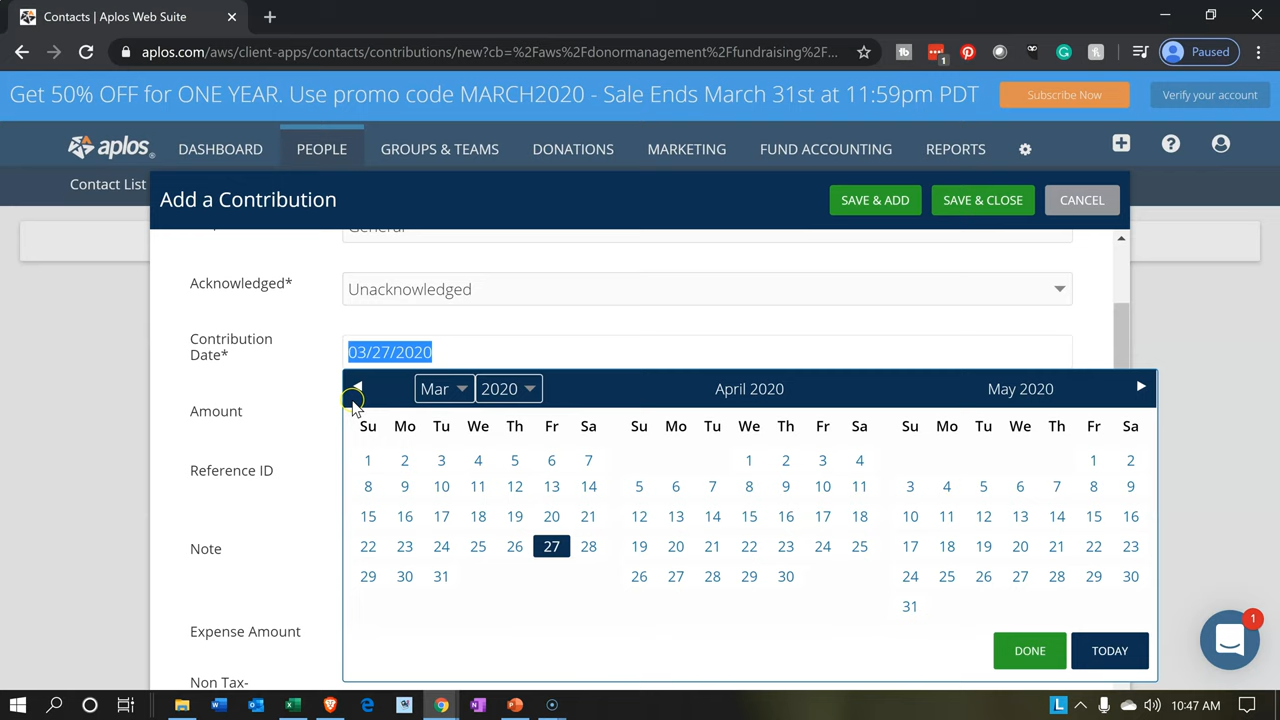 Contacts | Aplos Web Suite
aplos.com/aws/client-apps/contacts/contributions/new?cb=%2Faws%2Fdonormanagement%2Ffundraising%2F...
Paused
Get 50% OFF for ONE YEAR. Use promo code MARCH2020 - Sale Ends March 31st at 11:59pm PDT
Subscribe Now
Verify your account
aplos
DASHBOARD PEOPLE GROUPS & TEAMS DONATIONS MARKETING FUND ACCOUNTING REPORTS
Contact List
Add a Contribution
SAVE & ADD
SAVE & CLOSE
CANCEL
General
Acknowledged*
Unacknowledged
Contribution
Date*
03/27/2020
Mar 2020 April 2020 May 2020
Su Mo Tu We Th Fr Sa Su Mo Tu We Th Fr Sa Su Mo Tu We Th Fr Sa
1 2 3 4 5 6 7 1 2 3 4 1 2
8 9 10 11 12 13 14 5 6 7 8 9 10 11 3 4 5 6 7 8 9
15 16 17 18 19 20 21 12 13 14 15 16 17 18 10 11 12 13 14 15 16
22 23 24 25 26 27 28 19 20 21 22 23 24 25 17 18 19 20 21 22 23
29 30 31 26 27 28 29 30 24 25 26 27 28 29 30
31
DONE
TODAY
Amount
Reference ID
Note
Expense Amount
Non Tax-
1
10:47 AM